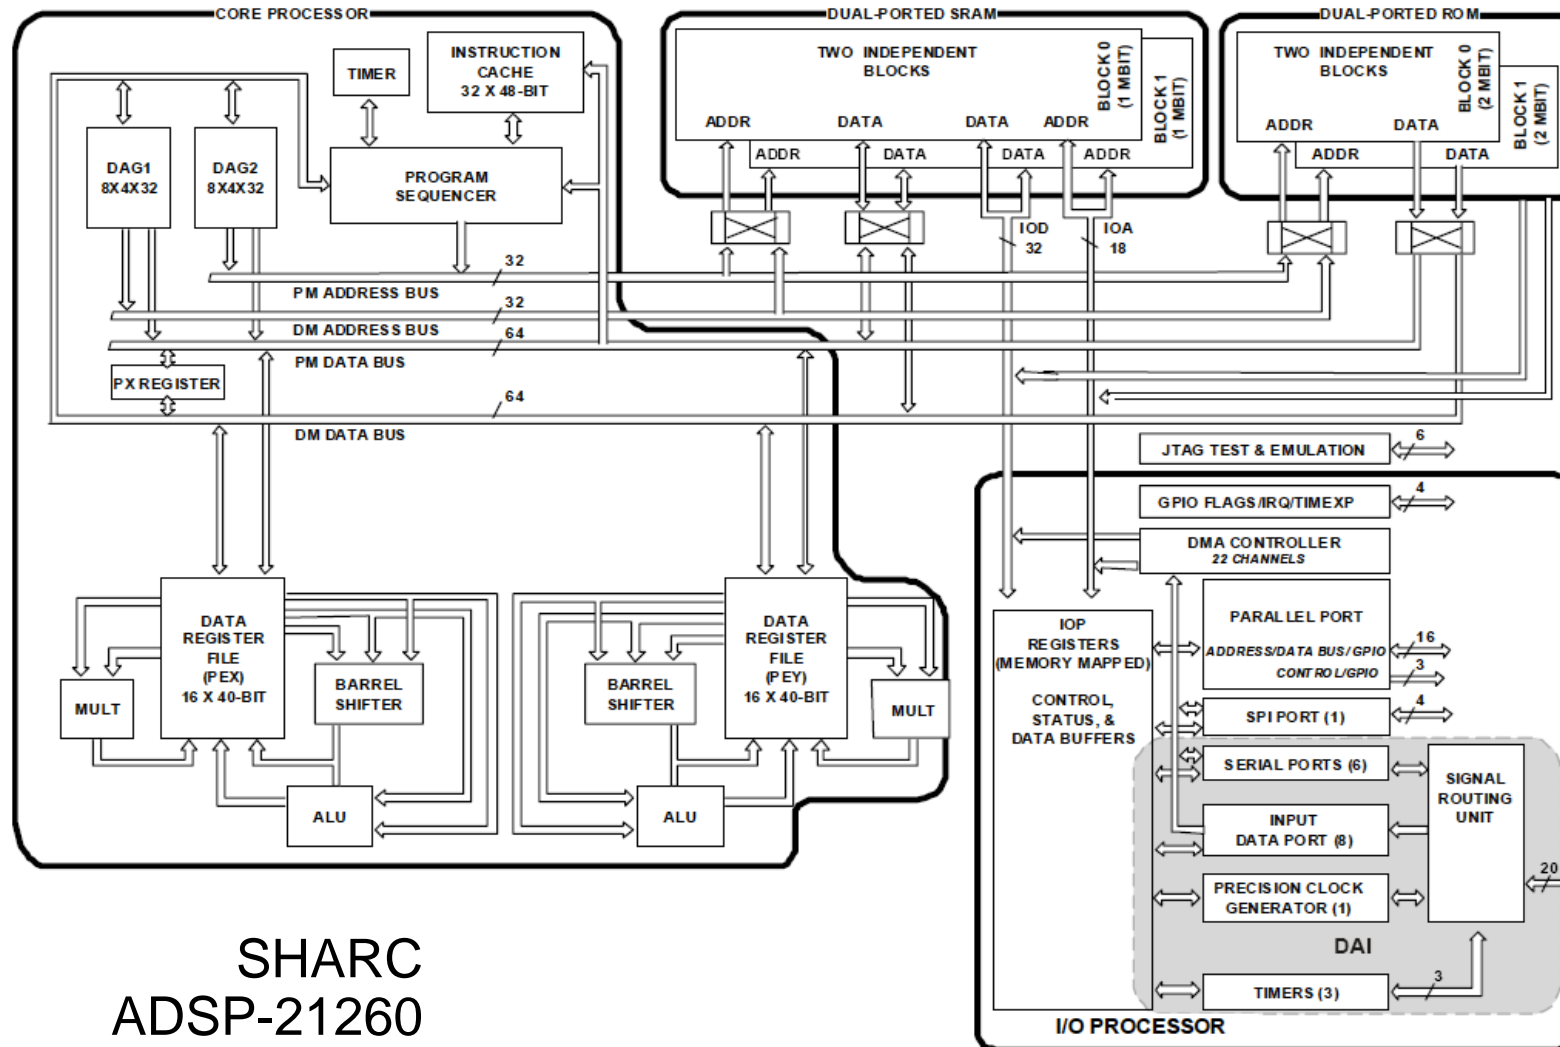 CORE PROCESSOR
TIMER
INSTRUCTION
CACHE
32 X 48-BIT
DAG1
8X4X32
DAG2
8X4X32
PROGRAM
SEQUENCER
32
PM ADDRESS BUS
32
DM ADDRESS BUS
64
PM DATA BUS
PX REGISTER
64
DM DATA BUS
DUAL-PORTED SRAM
TWO INDEPENDENT
BLOCKS
BLOCK 0
(1 MBIT)
BLOCK 1
(1 MBIT)
ADDR
DATA
DATA
ADDR
ADDR
DATA
DATA
ADDR
IOD
32
IOA
18
DUAL-PORTED ROM
TWO INDEPENDENT
BLOCKS
BLOCK 0
(2 MBIT)
BLOCK 1
(2 MBIT)
ADDR
DATA
ADDR
DATA
DATA
REGISTER
FILE
(PEX)
16 X 40-BIT
MULT
BARREL
SHIFTER
ALU
BARREL
SHIFTER
DATA
REGISTER
FILE
(PEY)
16 X 40-BIT
MULT
ALU
JTAG TEST & EMULATION
6
GPIO FLAGS/IRQ/TIMEXP
4
DMA CONTROLLER
22 CHANNELS
IOP
REGISTERS
(MEMORY MAPPED)
CONTROL,
STATUS, &
DATA BUFFERS
PARALLEL PORT
ADDRESS/DATA BUS/GPIO
16
CONTROL/GPIO
3
SPI PORT (1)
4
SERIAL PORTS (6)
INPUT
DATA PORT (8)
SIGNAL
ROUTING
UNIT
20
PRECISION CLOCK
GENERATOR (1)
DAI
TIMERS (3)
3
I/O PROCESSOR
SHARC
ADSP-21260